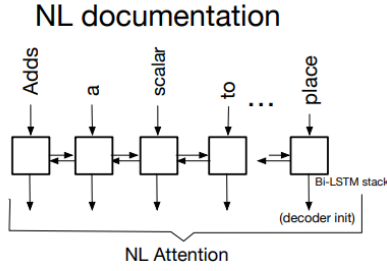 NL documentation
Adds
a
scalar
to
...
place
Bi-LSTM stack
(decoder init)
NL Attention